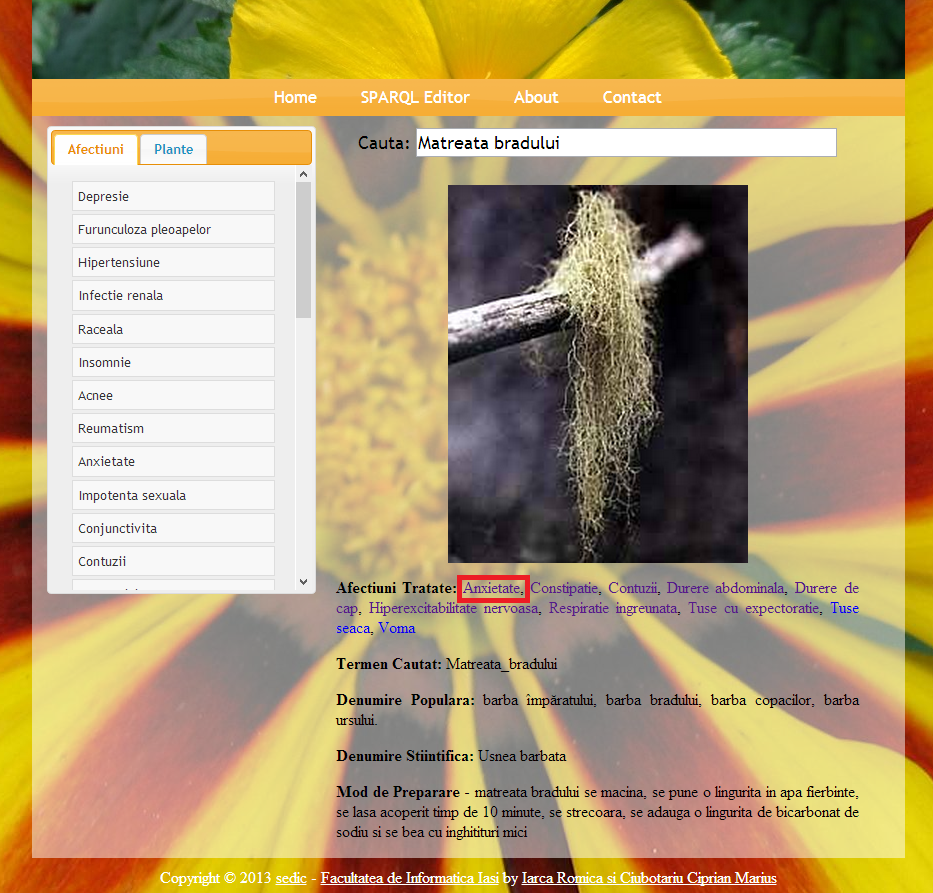 Home SPARQL Editor About Contact
Afectiuni Plante
Depresie
Furunculoza pleoapelor
Hipertensiune
Infectie renala
Raceala
Insomnie
Acnee
Reumatism
Anxietate
Impotenta sexuala
Conjunctivita
Contuzii
Cauta: Matreata bradului
Afectiuni Tratate: Anxietate, Constipatie, Contuzii, Durere abdominala, Durere de
cap, Hiperexcitabilitate nervoasa, Respiratie ingreunata, Tuse cu expectoratie, Tuse
seaca, Voma
Termen Cautat: Matreata_bradului
Denumire Populara: barba împăratului, barba bradului, barba copacilor, barba
ursului.
Denumire Stiintifica: Usnea barbata
Mod de Preparare - matreata bradului se macina, se pune o lingurita in apa fierbinte,
se lasa acoperit timp de 10 minute, se strecoara, se adauga o lingurita de bicarbonat de
sodiu si se bea cu inghitituri mici
Copyright © 2013 sedic - Facultatea de Informatica Iasi by Iarca Romica si Ciubotariu Ciprian Marius